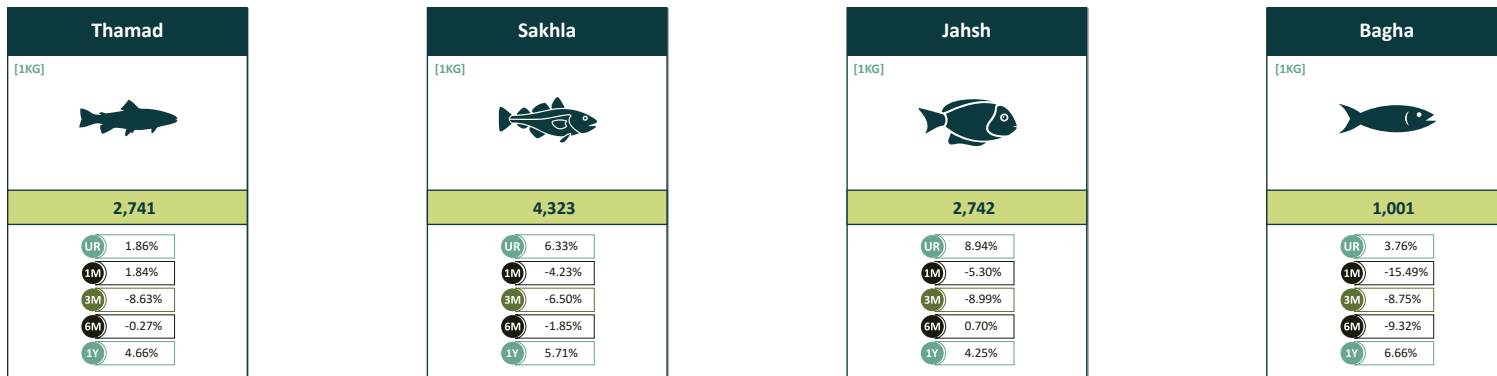 Thamad
[1KG]
2,741
UR 1.86%
1M 1.84%
3M -8.63%
6M -0.27%
1Y 4.66%
Sakhla
[1KG]
4,323
UR 6.33%
1M -4.23%
3M -6.50%
6M -1.85%
1Y 5.71%
Jahsh
[1KG]
2,742
UR 8.94%
1M -5.30%
3M -8.99%
6M 0.70%
1Y 4.25%
Bagha
[1KG]
1,001
UR 3.76%
1M -15.49%
3M -8.75%
6M -9.32%
1Y 6.66%